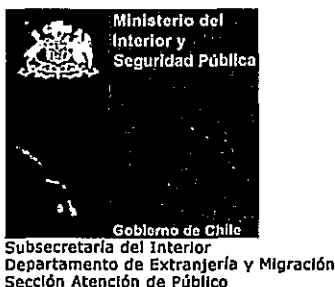 Ministerio del
Interior y
Seguridad Pública
Gobierno de Chile
Subsecretaría del Interior
Departamento de Extranjería y Migración
Sección Atención de Público